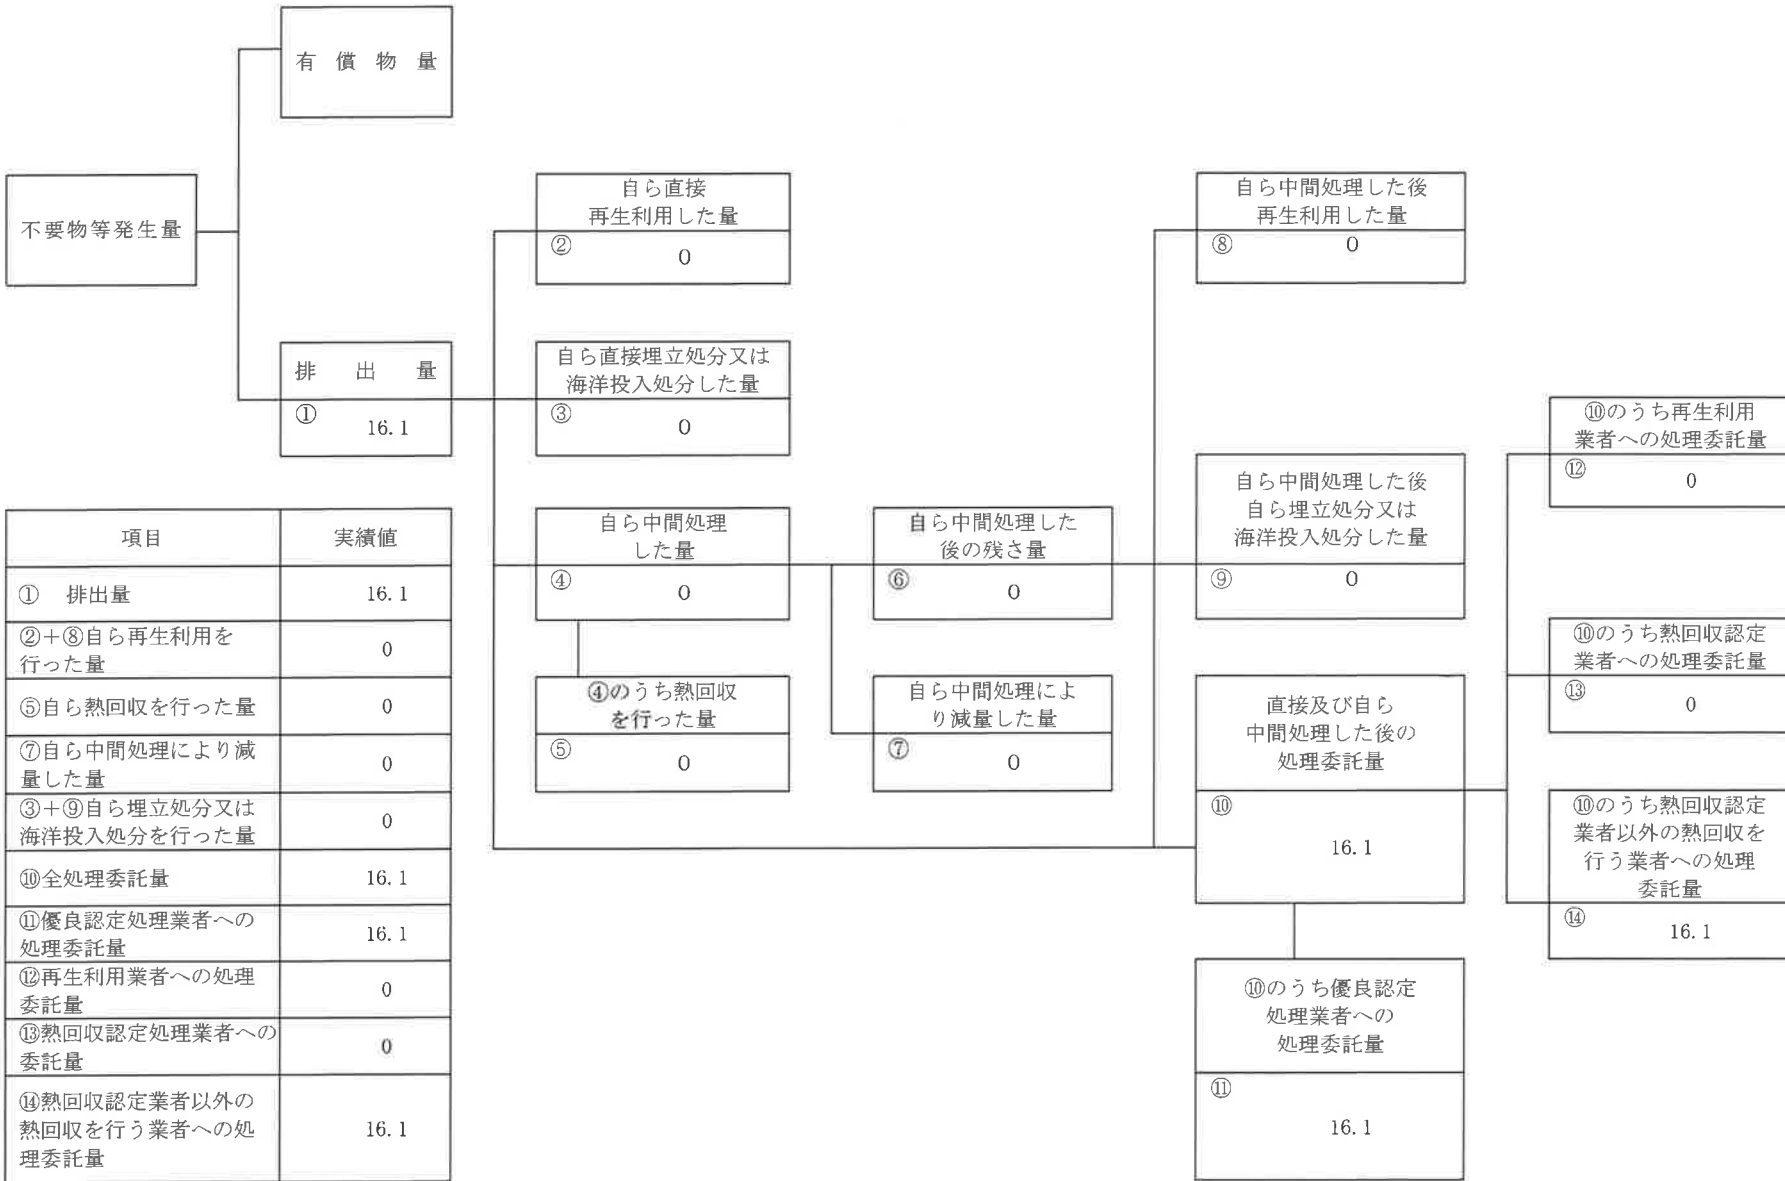 有償物量
不要物等発生量
排出量
①
16.1
自ら直接
再生利用した量
②
0
自ら直接埋立処分又は
海洋投入処分した量
③
0
自ら中間処理
した量
④
0
④のうち熱回収
を行った量
⑤
0
自ら中間処理した
後の残さ量
⑥
0
自ら中間処理によ
り減量した量
⑦
0
自ら中間処理した後
再生利用した量
⑧
0
自ら中間処理した後
自ら埋立処分又は
海洋投入処分した量
⑨
0
直接及び自ら
中間処理した後の
処理委託量
⑩
16.1
⑩のうち優良認定
処理業者への
処理委託量
⑪
16.1
⑩のうち再生利用
業者への処理委託量
⑫
0
⑩のうち熱回収認定
業者への処理委託量
⑬
0
⑩のうち熱回収認定
業者以外の熱回収を
行う業者への処理
委託量
⑭
16.1
項目 実績値
① 排出量 16.1
②+⑧自ら再生利用を
行った量 0
⑤自ら熱回収を行った量 0
⑦自ら中間処理により減
量した量 0
③+⑨自ら埋立処分又は
海洋投入処分を行った量 0
⑩全処理委託量 16.1
⑪優良認定処理業者への
処理委託量 16.1
⑫再生利用業者への処理
委託量 0
⑬熱回収認定処理業者への
委託量 0
⑭熱回収認定業者以外の
熱回収を行う業者への処
理委託量 16.1